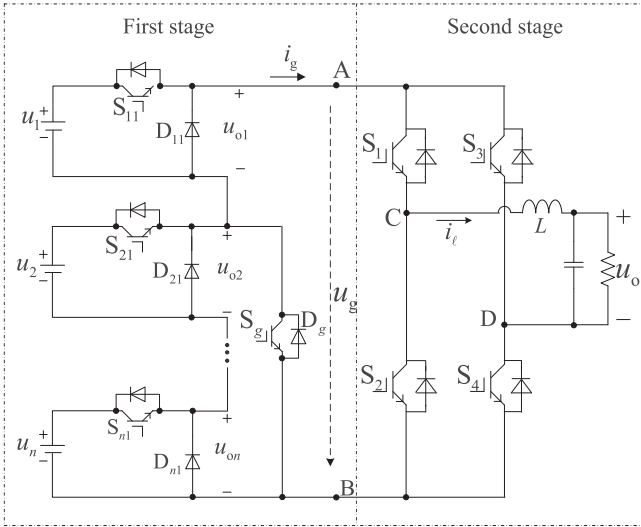 First stage
Second stage
i_g
A
u_1
+
−
S_11
D_11
+
u_o1
−
S_1
S_3
C
i_ℓ
L
+
u_o
−
u_2
+
−
S_21
D_21
+
u_o2
−
S_g
D_g
u_g
D
S_2
S_4
u_n
+
−
S_n1
D_n1
+
u_on
−
B